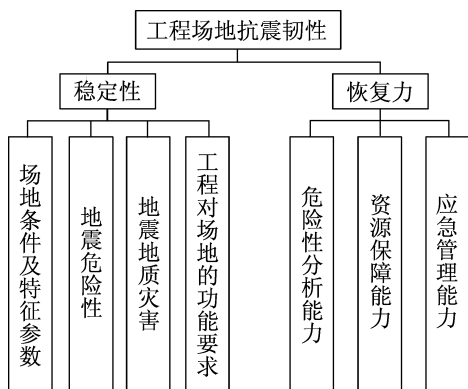 工程场地抗震韧性
稳定性
恢复力
场地条件及特征参数
地震危险性
地震地质灾害
工程对场地的功能要求
危险性分析能力
资源保障能力
应急管理能力